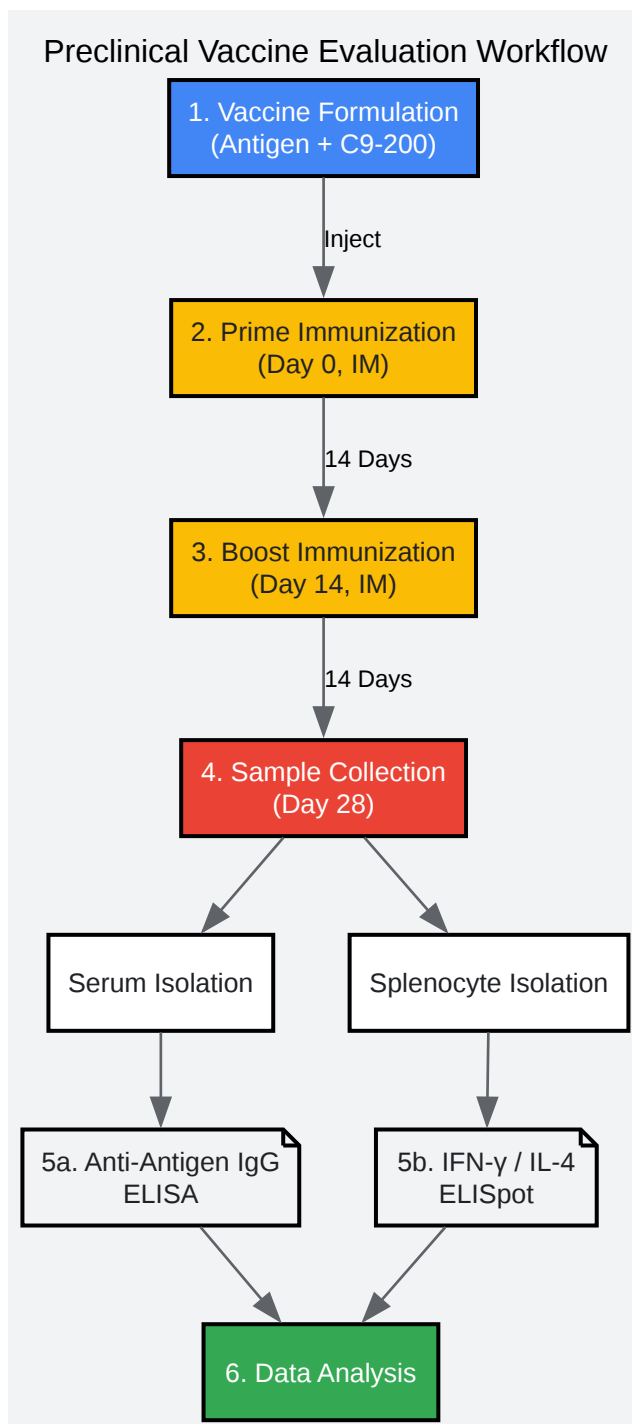 Preclinical Vaccine Evaluation Workflow
1. Vaccine Formulation
(Antigen + C9-200)
Inject
2. Prime Immunization
(Day 0, IM)
14 Days
3. Boost Immunization
(Day 14, IM)
14 Days
4. Sample Collection
(Day 28)
Serum Isolation
Splenocyte Isolation
5a. Anti-Antigen IgG
ELISA
5b. IFN-γ / IL-4
ELISpot
6. Data Analysis